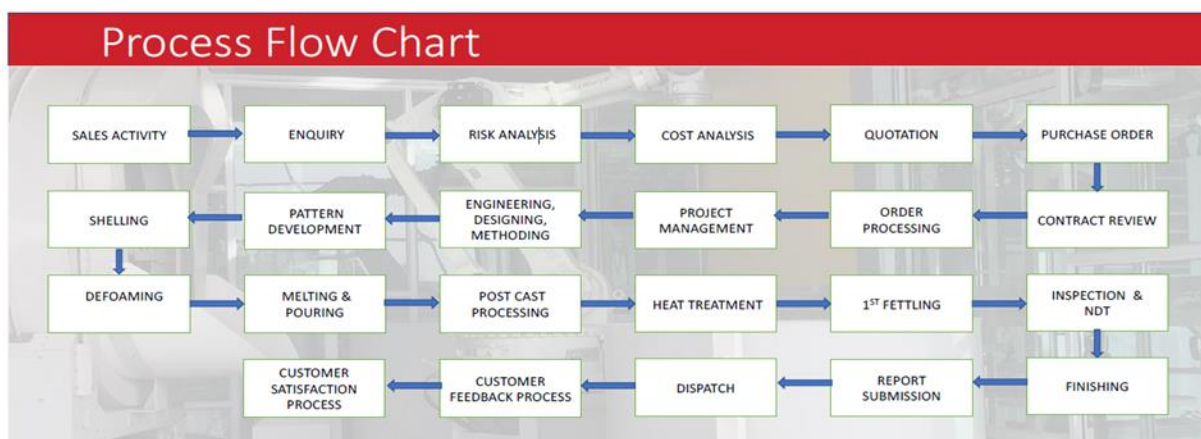 Process Flow Chart
SALES ACTIVITY
ENQUIRY
RISK ANALYSIS
COST ANALYSIS
QUOTATION
PURCHASE ORDER
CONTRACT REVIEW
ORDER
PROCESSING
PROJECT
MANAGEMENT
ENGINEERING,
DESIGNING,
METHODING
PATTERN
DEVELOPMENT
SHELLING
DEFOAMING
MELTING &
POURING
POST CAST
PROCESSING
HEAT TREATMENT
1ST FETTLING
INSPECTION &
NDT
FINISHING
REPORT
SUBMISSION
DISPATCH
CUSTOMER
FEEDBACK PROCESS
CUSTOMER
SATISFACTION
PROCESS